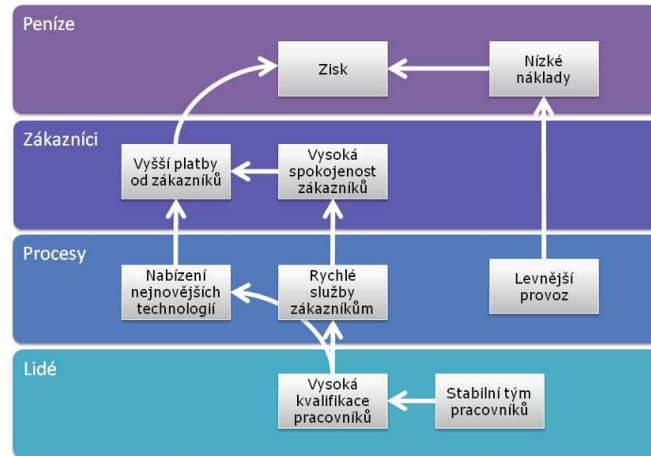 Peníze
Zisk
Nízké
náklady
Zákazníci
Vyšší platby
od zákazníků
Vysoká
spokojenost
zákazníků
Procesy
Nabízení
nejnovějších
technologií
Rychlé
služby
zákazníkům
Levnější
provoz
Lidé
Vysoká
kvalifikace
pracovníků
Stabilní tým
pracovníků